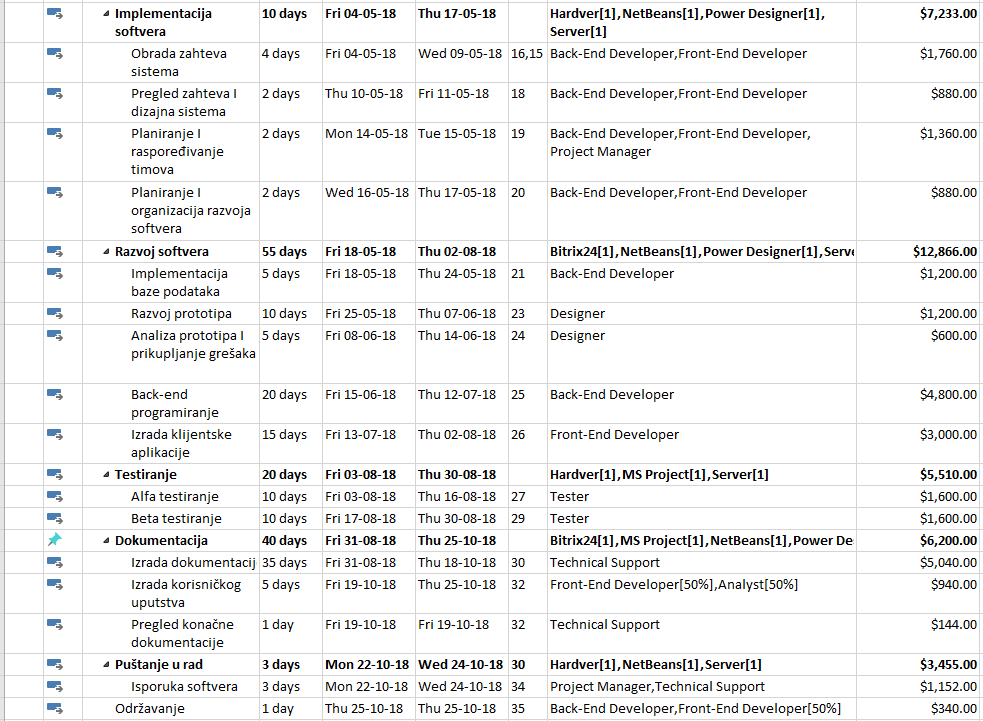 Implementacija softvera 10 days Fri 04-05-18 Thu 17-05-18 Hardver[1],NetBeans[1],Power Designer[1],Server[1] $7,233.00
Obrada zahteva sistema 4 days Fri 04-05-18 Wed 09-05-18 16,15 Back-End Developer,Front-End Developer $1,760.00
Pregled zahteva I dizajna sistema 2 days Thu 10-05-18 Fri 11-05-18 18 Back-End Developer,Front-End Developer $880.00
Planiranje I raspoređivanje timova 2 days Mon 14-05-18 Tue 15-05-18 19 Back-End Developer,Front-End Developer,Project Manager $1,360.00
Planiranje I organizacija razvoja softvera 2 days Wed 16-05-18 Thu 17-05-18 20 Back-End Developer,Front-End Developer $880.00
Razvoj softvera 55 days Fri 18-05-18 Thu 02-08-18 Bitrix24[1],NetBeans[1],Power Designer[1],Serve $12,866.00
Implementacija baze podataka 5 days Fri 18-05-18 Thu 24-05-18 21 Back-End Developer $1,200.00
Razvoj prototipa 10 days Fri 25-05-18 Thu 07-06-18 23 Designer $1,200.00
Analiza prototipa I prikupljanje grešaka 5 days Fri 08-06-18 Thu 14-06-18 24 Designer $600.00
Back-end programiranje 20 days Fri 15-06-18 Thu 12-07-18 25 Back-End Developer $4,800.00
Izrada klijentske aplikacije 15 days Fri 13-07-18 Thu 02-08-18 26 Front-End Developer $3,000.00
Testiranje 20 days Fri 03-08-18 Thu 30-08-18 Hardver[1],MS Project[1],Server[1] $5,510.00
Alfa testiranje 10 days Fri 03-08-18 Thu 16-08-18 27 Tester $1,600.00
Beta testiranje 10 days Fri 17-08-18 Thu 30-08-18 29 Tester $1,600.00
Dokumentacija 40 days Fri 31-08-18 Thu 25-10-18 Bitrix24[1],MS Project[1],NetBeans[1],Power De $6,200.00
Izrada dokumentacij 35 days Fri 31-08-18 Thu 18-10-18 30 Technical Support $5,040.00
Izrada korisničkog uputstva 5 days Fri 19-10-18 Thu 25-10-18 32 Front-End Developer[50%],Analyst[50%] $940.00
Pregled konačne dokumentacije 1 day Fri 19-10-18 Fri 19-10-18 32 Technical Support $144.00
Puštanje u rad 3 days Mon 22-10-18 Wed 24-10-18 30 Hardver[1],NetBeans[1],Server[1] $3,455.00
Isporuka softvera 3 days Mon 22-10-18 Wed 24-10-18 34 Project Manager,Technical Support $1,152.00
Održavanje 1 day Thu 25-10-18 Thu 25-10-18 35 Back-End Developer,Front-End Developer[50%] $340.00